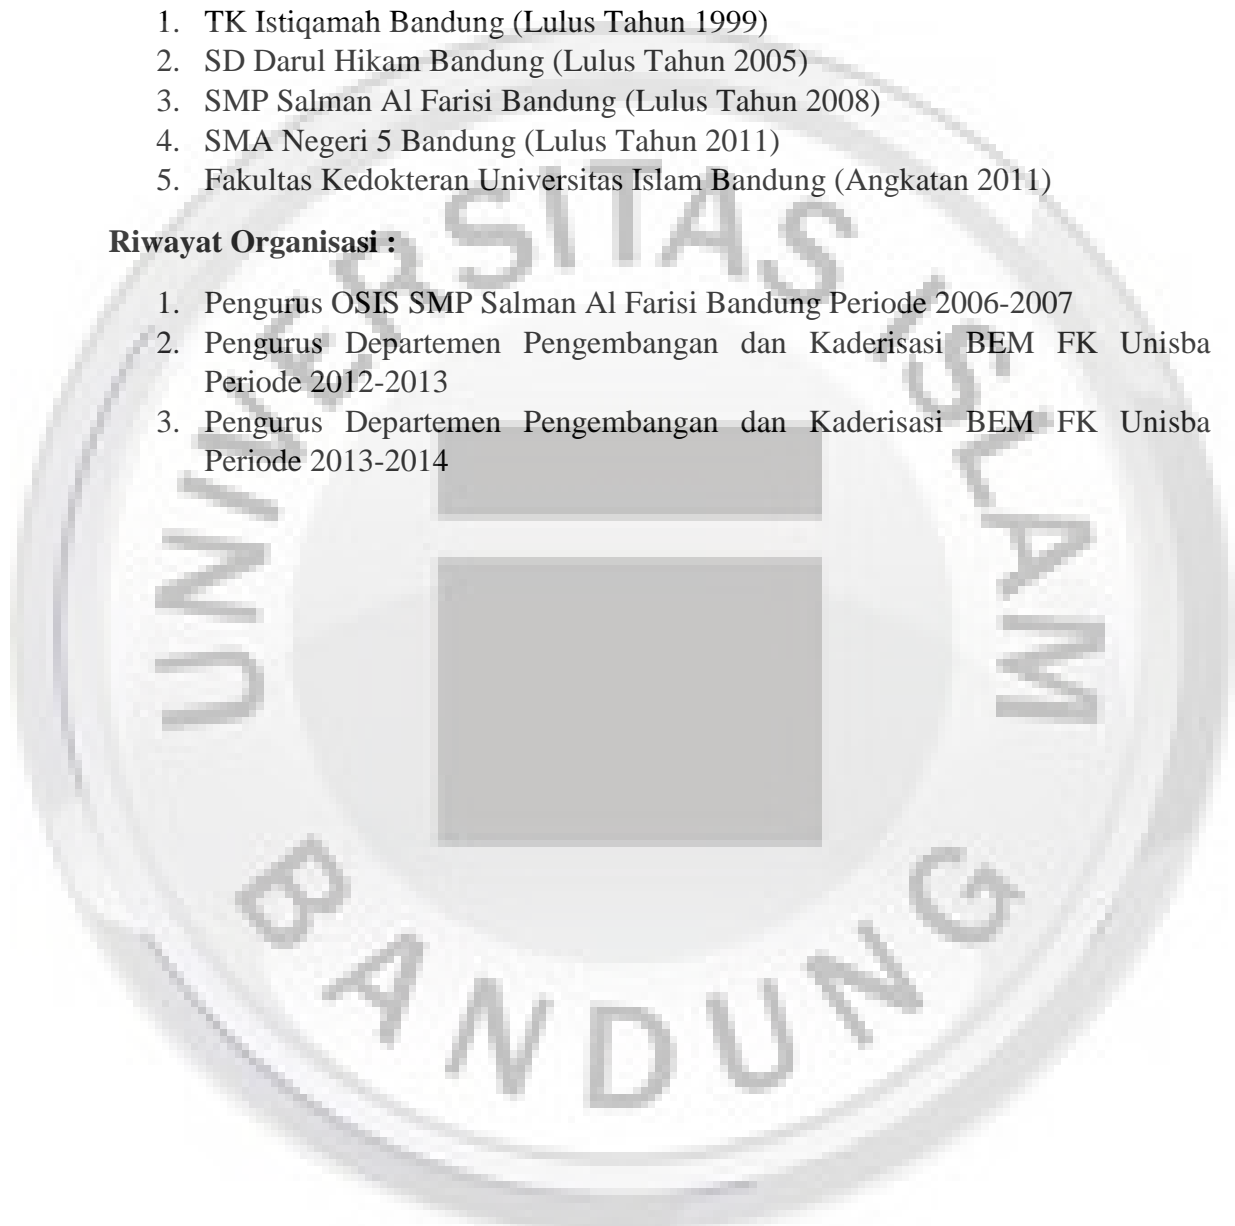 1. TK Istiqamah Bandung (Lulus Tahun 1999)
2. SD Darul Hikam Bandung (Lulus Tahun 2005)
3. SMP Salman Al Farisi Bandung (Lulus Tahun 2008)
4. SMA Negeri 5 Bandung (Lulus Tahun 2011)
5. Fakultas Kedokteran Universitas Islam Bandung (Angkatan 2011)
Riwayat Organisasi :
1. Pengurus OSIS SMP Salman Al Farisi Bandung Periode 2006-2007
2. Pengurus Departemen Pengembangan dan Kaderisasi BEM FK Unisba
Periode 2012-2013
3. Pengurus Departemen Pengembangan dan Kaderisasi BEM FK Unisba
Periode 2013-2014
UNIVERSITAS ISLAM
BANDUNG